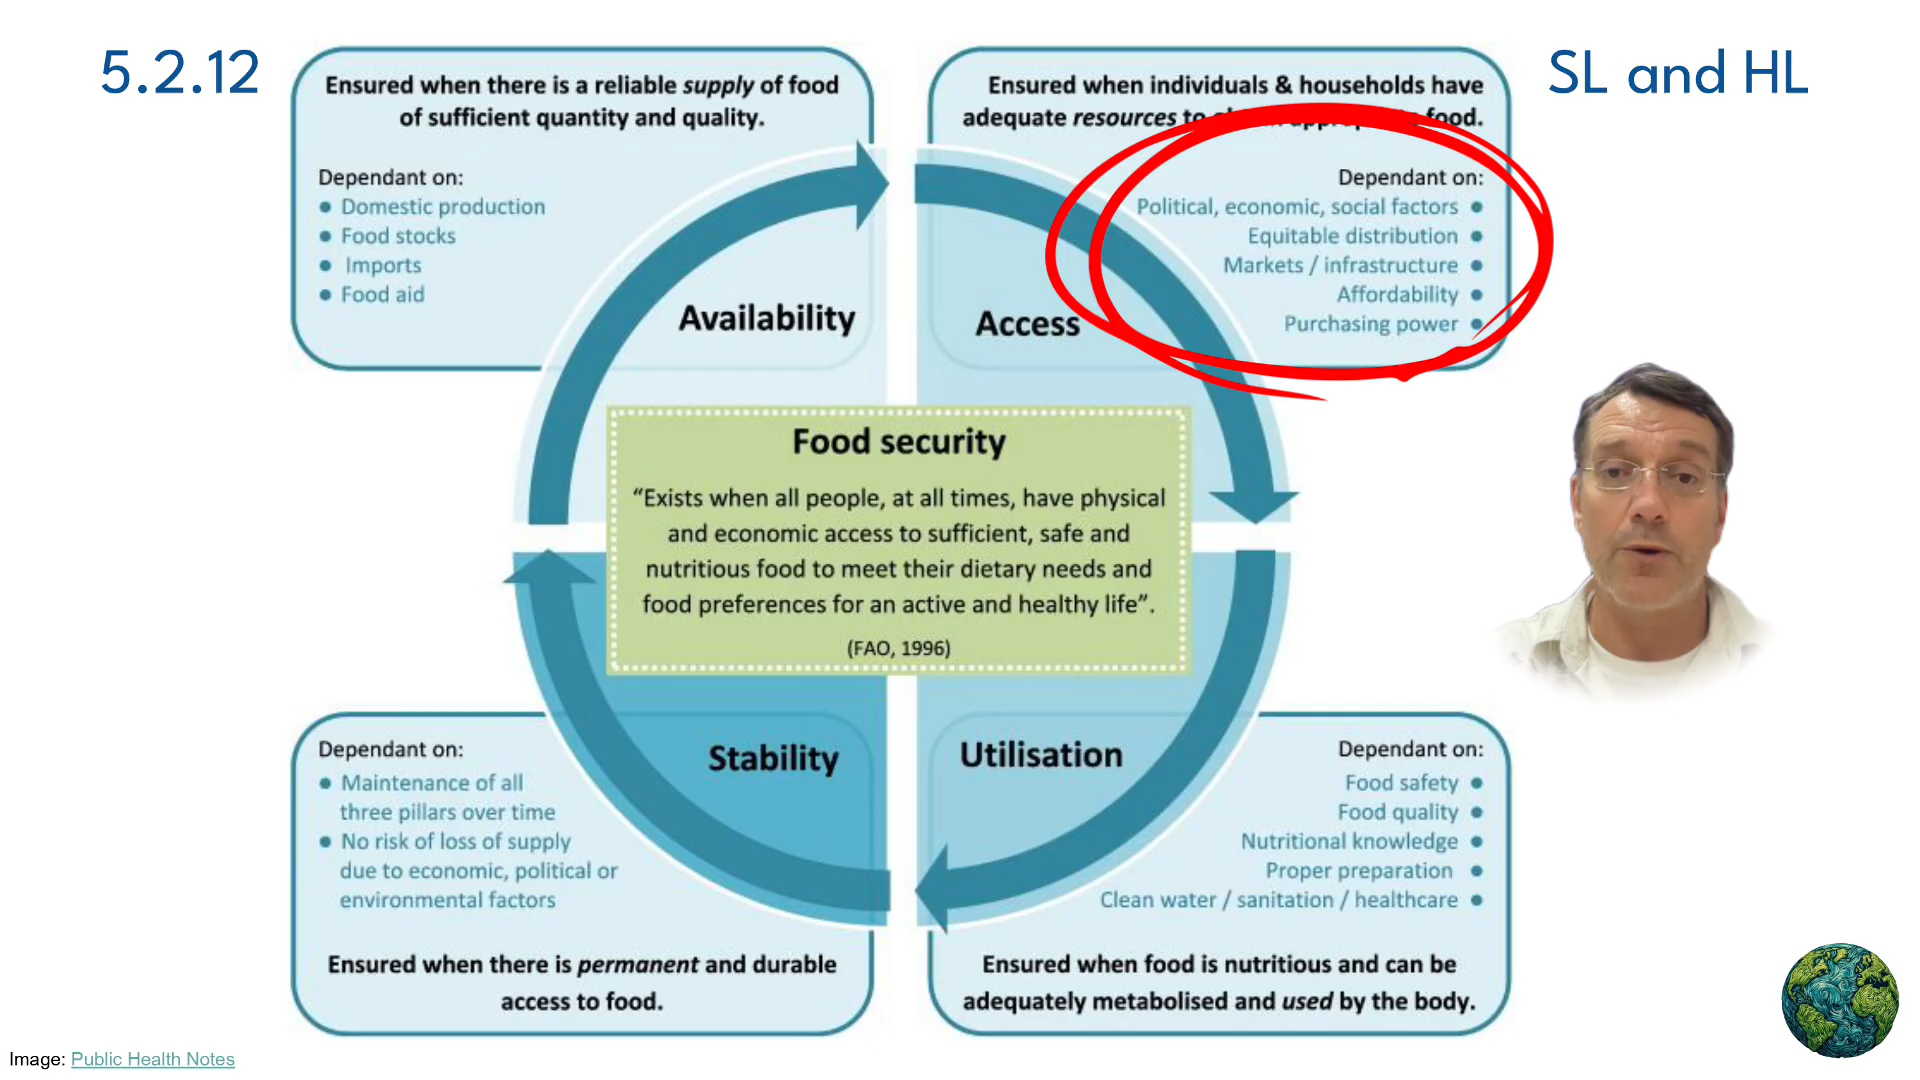 5.2.12
SL and HL
Ensured when there is a reliable supply of food
of sufficient quantity and quality.
Dependant on:
● Domestic production
● Food stocks
● Imports
● Food aid
Availability
Ensured when individuals & households have
adequate resources to food.
Dependant on:
Political, economic, social factors ●
Equitable distribution ●
Markets / infrastructure ●
Affordability ●
Purchasing power ●
Access
Food security
“Exists when all people, at all times, have physical
and economic access to sufficient, safe and
nutritious food to meet their dietary needs and
food preferences for an active and healthy life”.
(FAO, 1996)
Dependant on:
● Maintenance of all
three pillars over time
● No risk of loss of supply
due to economic, political or
environmental factors
Stability
Ensured when there is permanent and durable
access to food.
Utilisation
Dependant on:
Food safety ●
Food quality ●
Nutritional knowledge ●
Proper preparation ●
Clean water / sanitation / healthcare ●
Ensured when food is nutritious and can be
adequately metabolised and used by the body.
Image: Public Health Notes